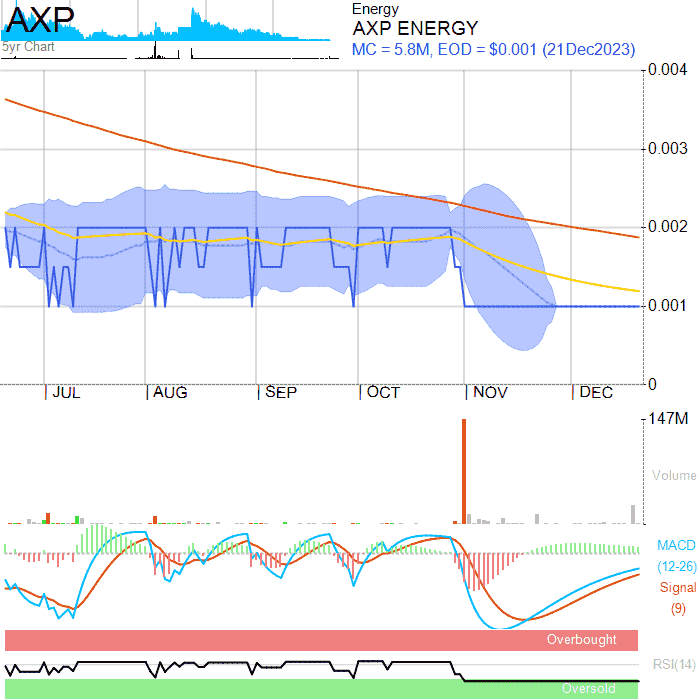 AXP
5yr Chart
Energy
AXP ENERGY
MC = 5.8M, EOD = $0.001 (21Dec2023)
0.004
0.003
0.002
0.001
0
JUL AUG SEP OCT NOV DEC
147M
Volume
MACD
(12-26)
Signal
(9)
Overbought
RSI(14)
Oversold